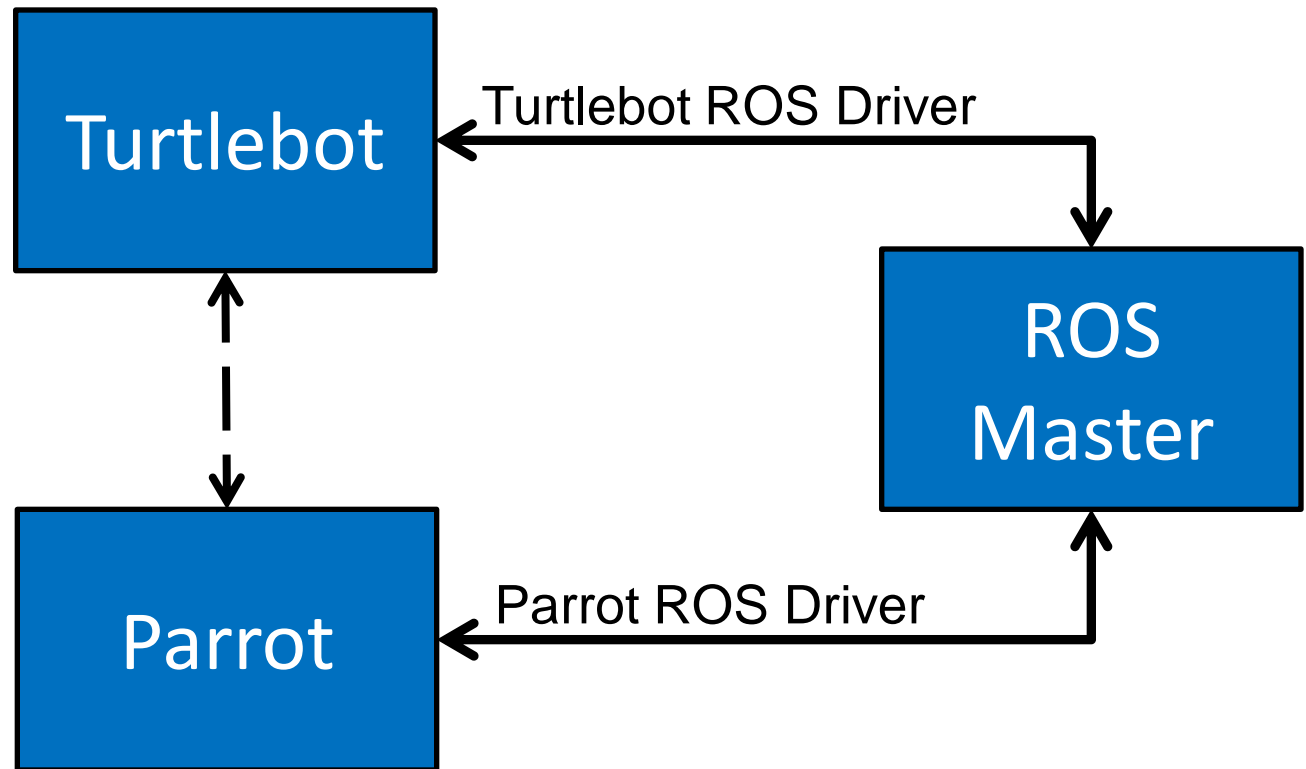 Turtlebot
Turtlebot ROS Driver
ROS
Master
Parrot ROS Driver
Parrot